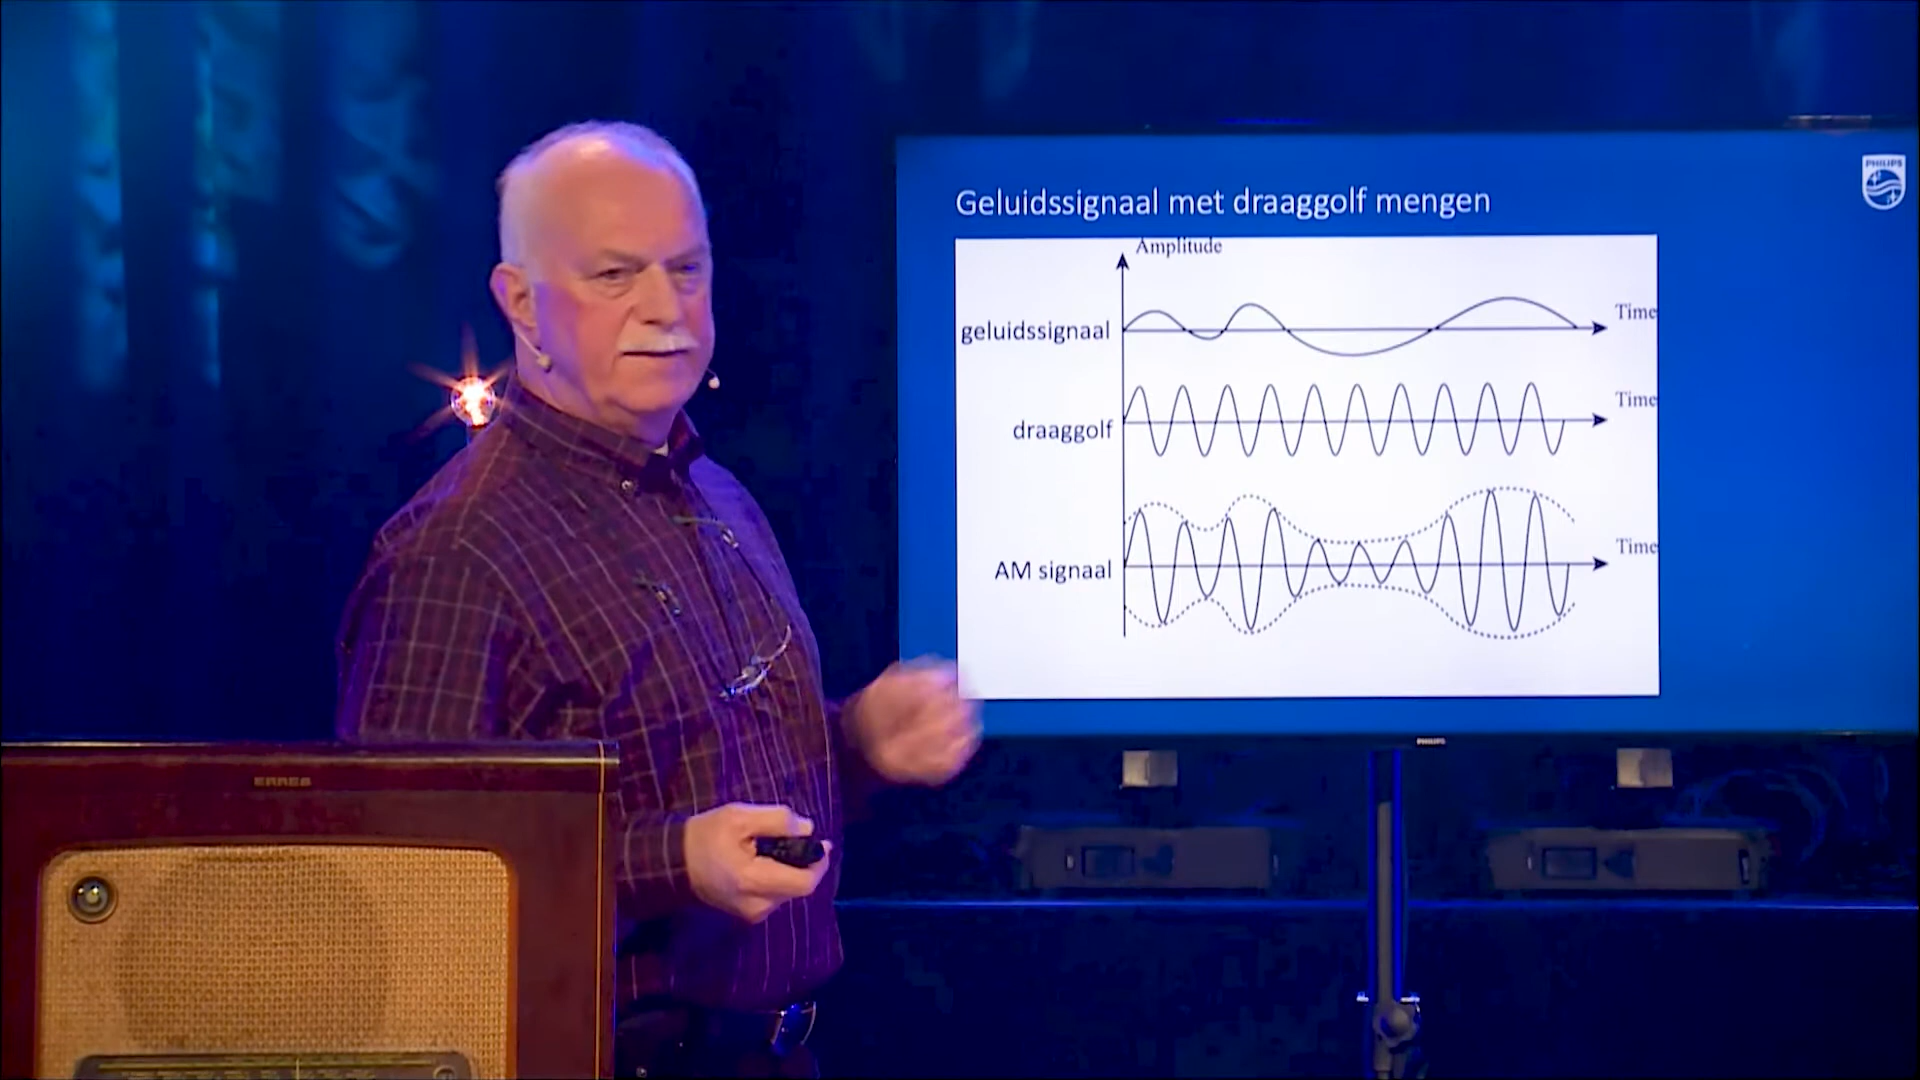 PHILIPS
Geluidssignaal met draaggolf mengen
Amplitude
Time
geluidssignaal
Time
draaggolf
Time
AM signaal
PHILIPS
ERRES